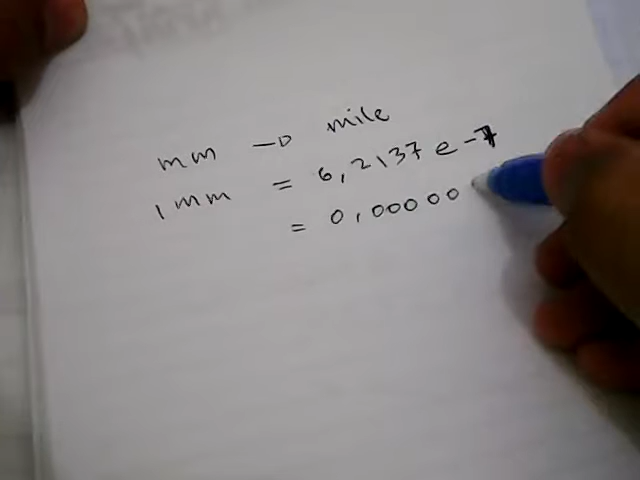 mm → mile
1 mm = 6,2137 e-7
= 0,00000